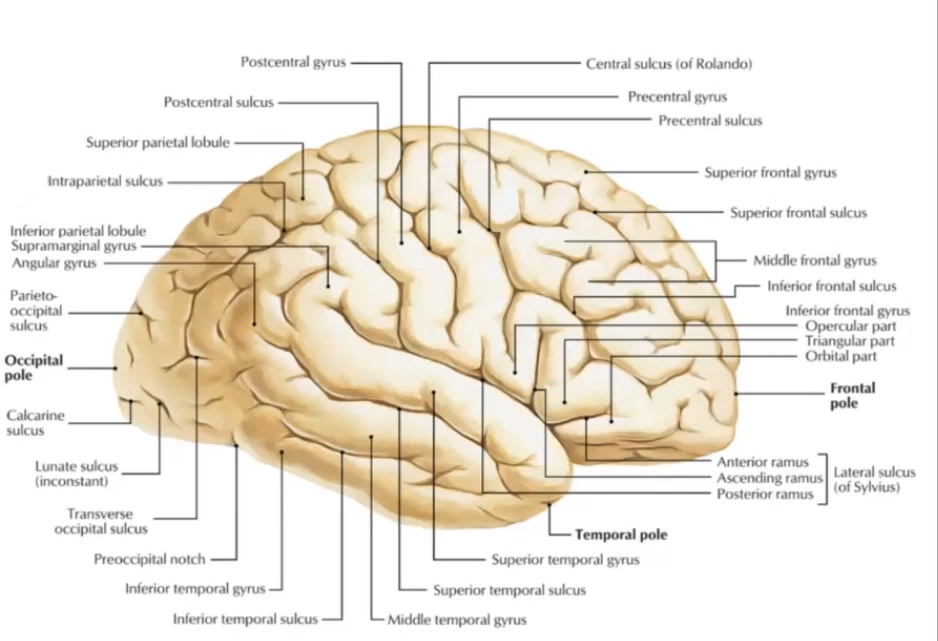 Postcentral gyrus
Central sulcus (of Rolando)
Postcentral sulcus
Precentral gyrus
Precentral sulcus
Superior parietal lobule
Superior frontal gyrus
Intraparietal sulcus
Superior frontal sulcus
Inferior parietal lobule
Supramarginal gyrus
Angular gyrus
Middle frontal gyrus
Inferior frontal sulcus
Parieto-
occipital
sulcus
Inferior frontal gyrus
Opercular part
Triangular part
Orbital part
Occipital
pole
Frontal
pole
Calcarine
sulcus
Lunate sulcus
(inconstant)
Anterior ramus
Ascending ramus
Posterior ramus
Lateral sulcus
(of Sylvius)
Transverse
occipital sulcus
Temporal pole
Preoccipital notch
Superior temporal gyrus
Inferior temporal gyrus
Superior temporal sulcus
Inferior temporal sulcus
Middle temporal gyrus